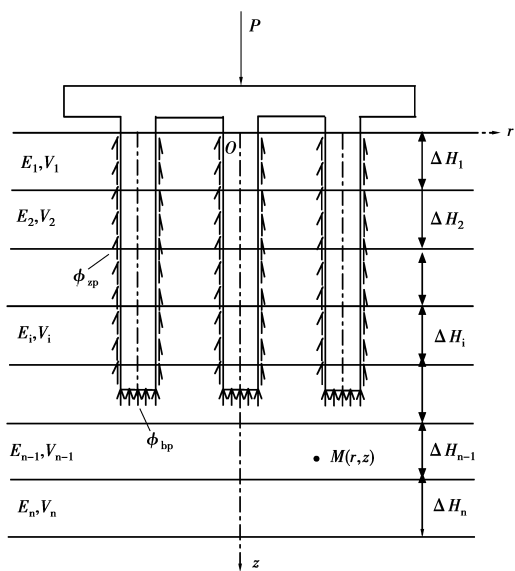 P
r
O
E₁,V₁
ΔH₁
E₂,V₂
ΔH₂
ϕzp
Eᵢ,Vᵢ
ΔHᵢ
ϕbp
Eₙ₋₁,Vₙ₋₁
M(r,z)
ΔHₙ₋₁
Eₙ,Vₙ
ΔHₙ
z